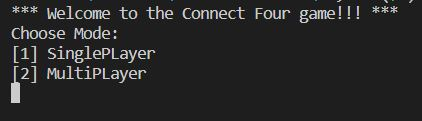 *** Welcome to the Connect Four game!!! ***
Choose Mode:
[1] SinglePLayer
[2] MultiPLayer